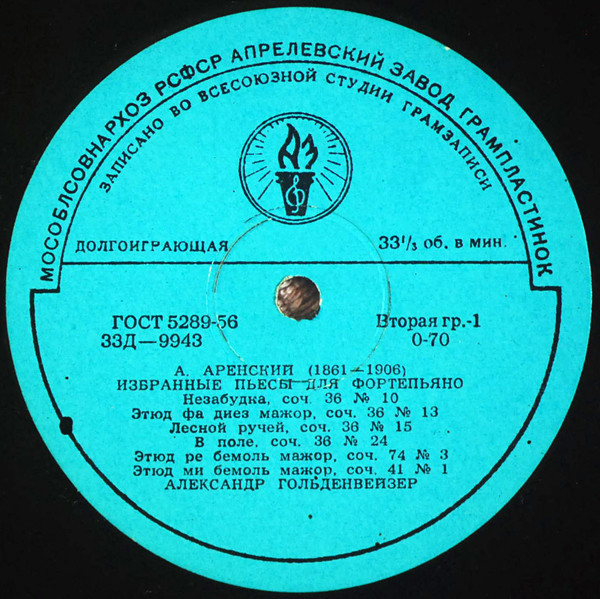 МОСОБЛСОВНАРХОЗ РСФСР АПРЕЛЕВСКИЙ ЗАВОД ГРАМПЛАСТИНОК
ЗАПИСАНО ВО ВСЕСОЮЗНОЙ СТУДИИ ГРАМЗАПИСИ
АЗ
ДОЛГОИГРАЮЩАЯ 33⅓ об. в мин.
ГОСТ 5289-56 Вторая гр.-1
33Д—9943 0-70
А. АРЕНСКИЙ (1861—1906)
ИЗБРАННЫЕ ПЬЕСЫ ДЛЯ ФОРТЕПЬЯНО
Незабудка, соч. 36 № 10
Этюд фа диез мажор, соч. 36 № 13
Лесной ручей, соч. 36 № 15
В поле, соч. 36 № 24
Этюд ре бемоль мажор, соч. 74 № 3
Этюд ми бемоль мажор, соч. 41 № 1
АЛЕКСАНДР ГОЛЬДЕНВЕЙЗЕР